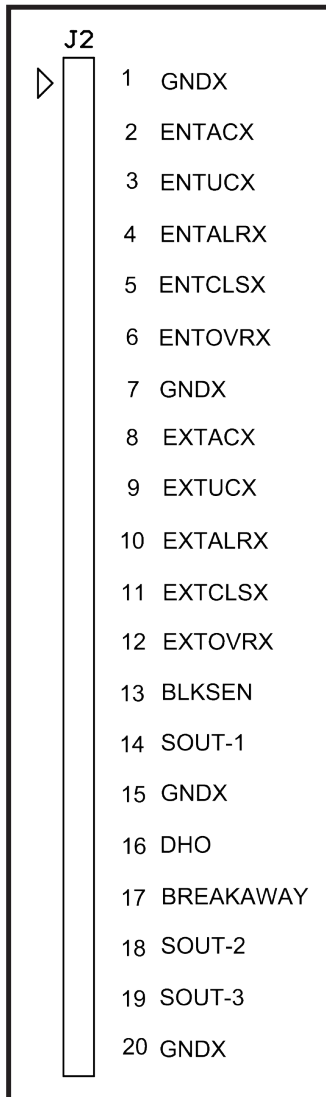 J2
1 GNDX
2 ENTACX
3 ENTUCX
4 ENTALRX
5 ENTCLSX
6 ENTOVRX
7 GNDX
8 EXTACX
9 EXTUCX
10 EXTALRX
11 EXTCLSX
12 EXTOVRX
13 BLKSEN
14 SOUT-1
15 GNDX
16 DHO
17 BREAKAWAY
18 SOUT-2
19 SOUT-3
20 GNDX